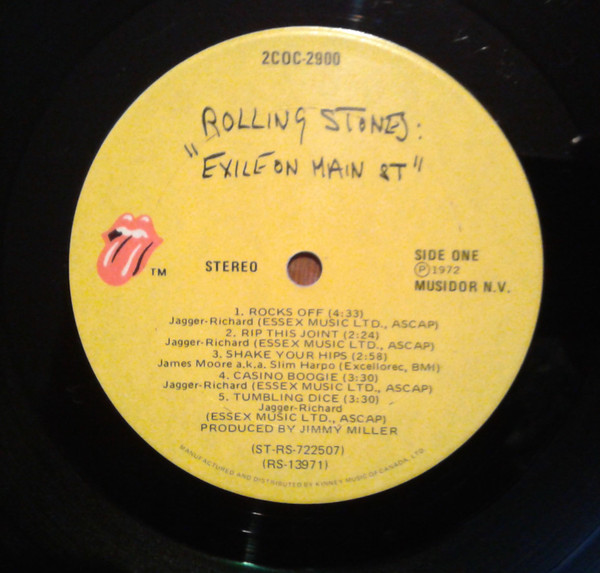 2COC-2900
ROLLING STONES:
"EXILE ON MAIN ST"
TM
STEREO
SIDE ONE
Ⓟ 1972
MUSIDOR N.V.
1. ROCKS OFF (4:33)
Jagger-Richard (ESSEX MUSIC LTD., ASCAP)
2. RIP THIS JOINT (2:24)
Jagger-Richard (ESSEX MUSIC LTD., ASCAP)
3. SHAKE YOUR HIPS (2:58)
James Moore a.k.a. Slim Harpo (Excellorec, BMI)
4. CASINO BOOGIE (3:30)
Jagger-Richard (ESSEX MUSIC LTD., ASCAP)
5. TUMBLING DICE (3:30)
Jagger-Richard
(ESSEX MUSIC LTD., ASCAP)
PRODUCED BY JIMMY MILLER
(ST-RS-722507)
(RS-13971)
MANUFACTURED AND DISTRIBUTED BY KINNEY MUSIC OF CANADA, LTD.